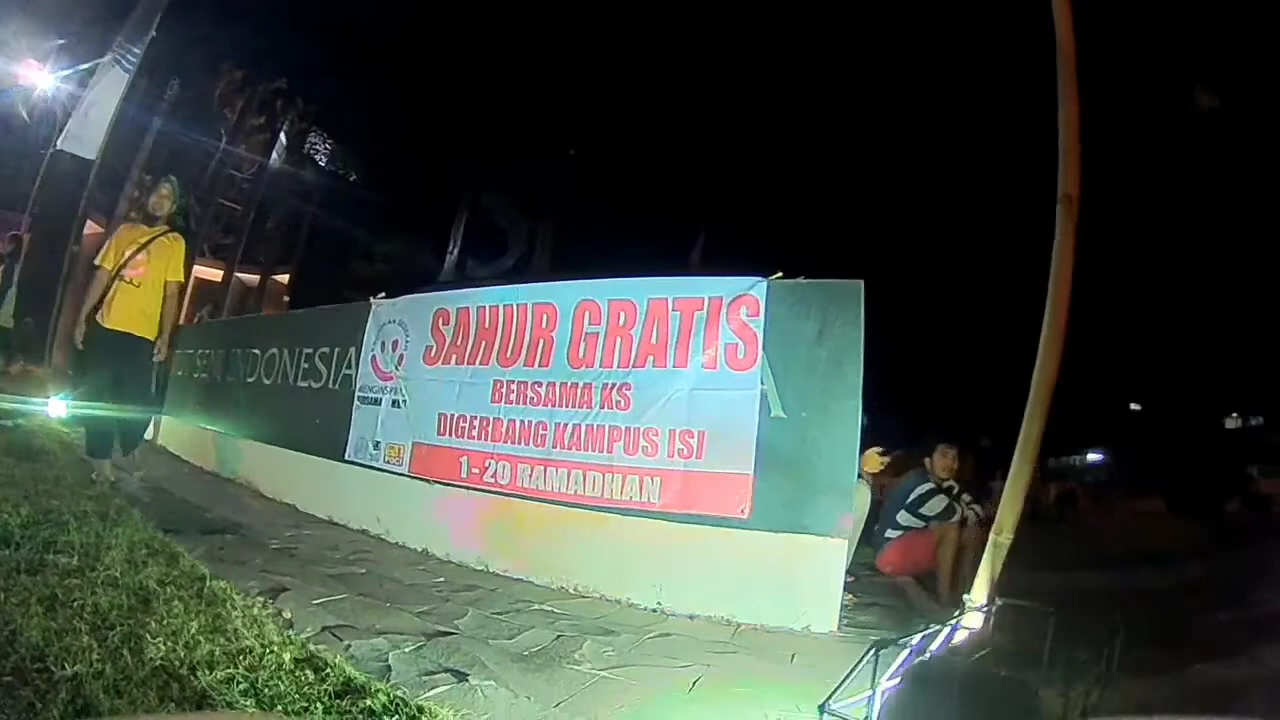 SENI INDONESIA
SAHUR GRATIS
BERSAMA KS
DIGERBANG KAMPUS ISI
1-20 RAMADHAN